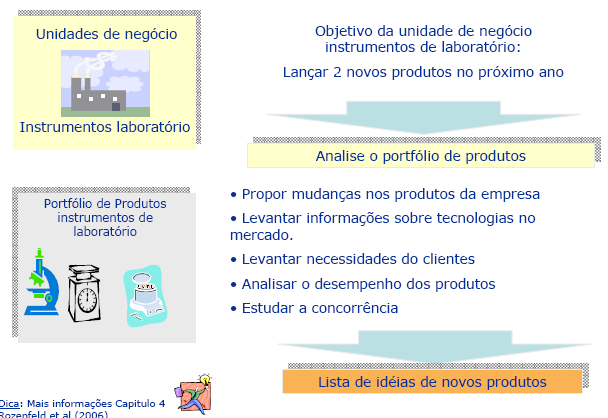 Unidades de negócio
Instrumentos laboratório
Objetivo da unidade de negócio
instrumentos de laboratório:
Lançar 2 novos produtos no próximo ano
Analise o portfólio de produtos
Portfólio de Produtos
instrumentos de
laboratório
• Propor mudanças nos produtos da empresa
• Levantar informações sobre tecnologias no
mercado.
• Levantar necessidades do clientes
• Analisar o desempenho dos produtos
• Estudar a concorrência
Lista de idéias de novos produtos
Dica: Mais informações Capitulo 4
Rozenfeld et al (2006)